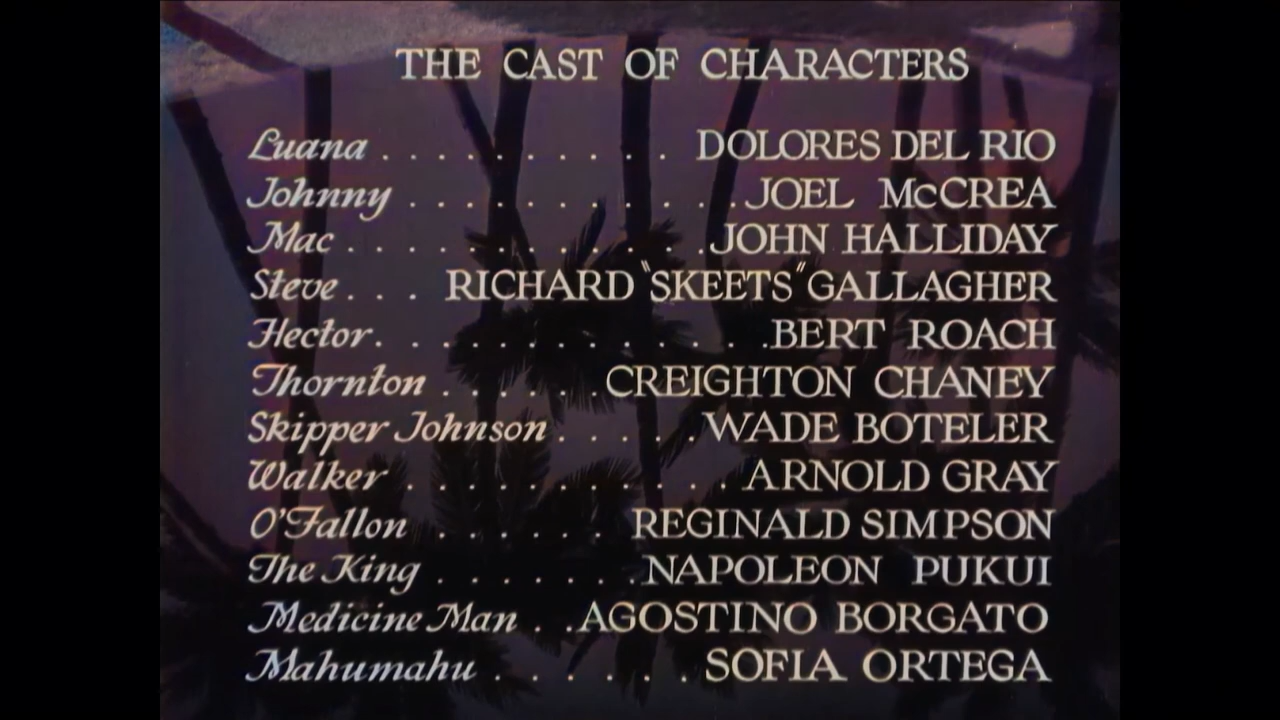 THE CAST OF CHARACTERS
Luana . . . . . . . . . . DOLORES DEL RIO
Johnny . . . . . . . . . . . . JOEL McCREA
Mac . . . . . . . . . . . . . . JOHN HALLIDAY
Steve . . . RICHARD "SKEETS" GALLAGHER
Hector . . . . . . . . . . . . . BERT ROACH
Thornton . . . . . . CREIGHTON CHANEY
Skipper Johnson . . . . . WADE BOTELER
Walker . . . . . . . . . . . ARNOLD GRAY
O'Fallon . . . . . . REGINALD SIMPSON
The King . . . . . . . . NAPOLEON PUKUI
Medicine Man . . AGOSTINO BORGATO
Mahumahu . . . . . . SOFIA ORTEGA